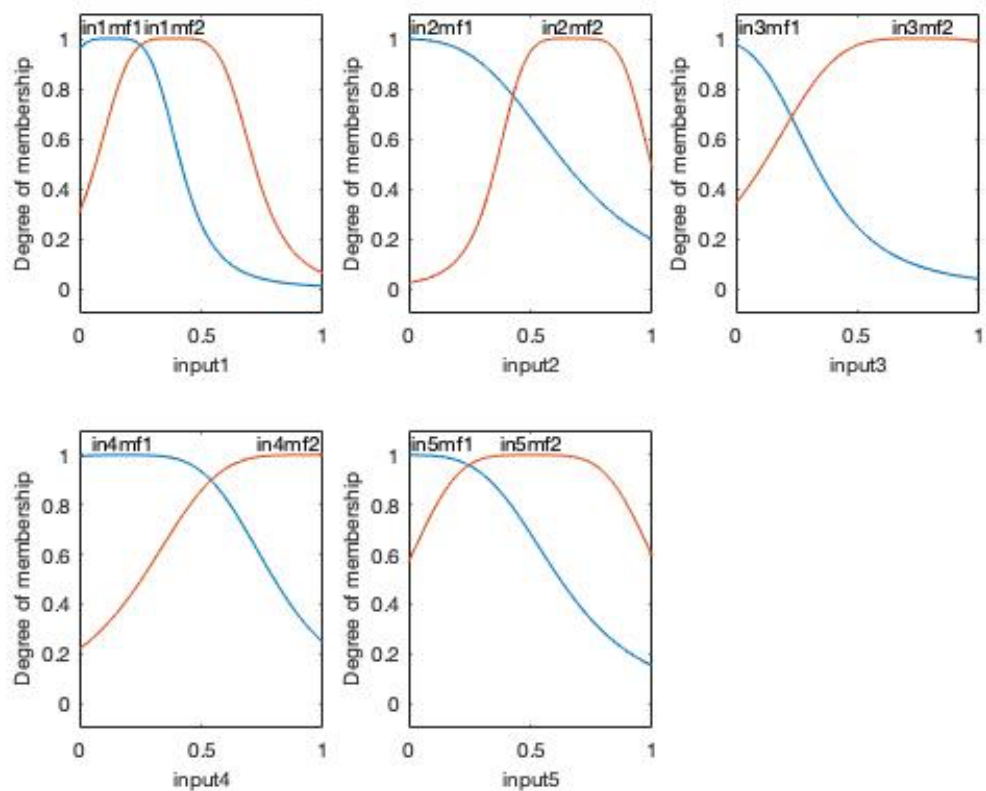 in1mf1 in1mf2
Degree of membership
1
0.8
0.6
0.4
0.2
0
0 0.5 1
input1
in2mf1 in2mf2
Degree of membership
1
0.8
0.6
0.4
0.2
0
0 0.5 1
input2
in3mf1 in3mf2
Degree of membership
1
0.8
0.6
0.4
0.2
0
0 0.5 1
input3
in4mf1 in4mf2
Degree of membership
1
0.8
0.6
0.4
0.2
0
0 0.5 1
input4
in5mf1 in5mf2
Degree of membership
1
0.8
0.6
0.4
0.2
0
0 0.5 1
input5